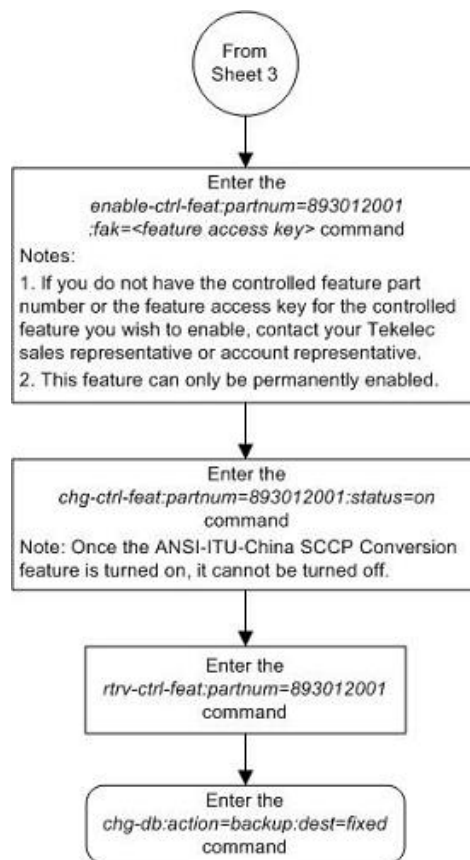 From
Sheet 3
Enter the
enable-ctrl-feat:partnum=893012001
:fak=<feature access key> command
Notes:
1. If you do not have the controlled feature part
number or the feature access key for the controlled
feature you wish to enable, contact your Tekelec
sales representative or account representative.
2. This feature can only be permanently enabled.
Enter the
chg-ctrl-feat:partnum=893012001:status=on
command
Note: Once the ANSI-ITU-China SCCP Conversion
feature is turned on, it cannot be turned off.
Enter the
rtrv-ctrl-feat:partnum=893012001
command
Enter the
chg-db:action=backup:dest=fixed
command